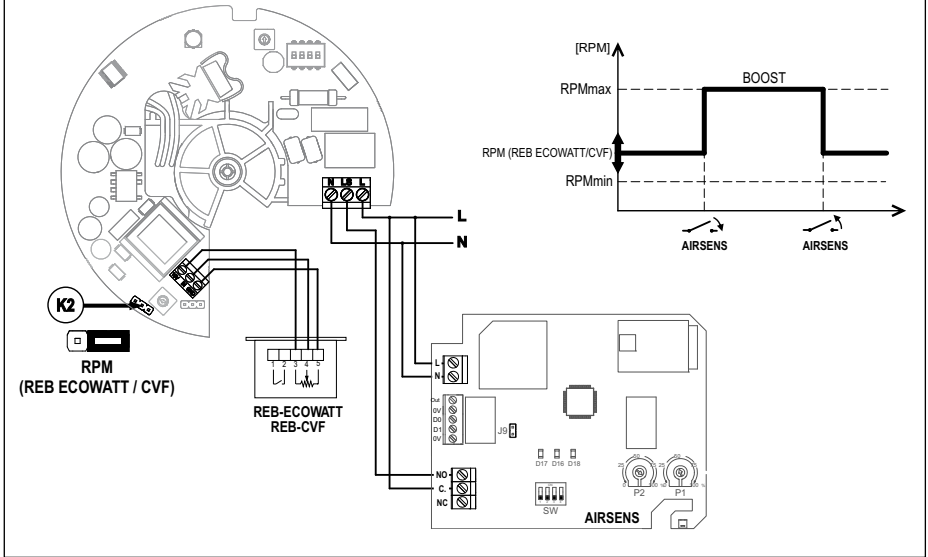 [RPM]
RPMmax
BOOST
RPM (REB ECOWATT/CVF)
RPMmin
AIRSENS
AIRSENS
N LS L
L
N
K2
RPM
(REB ECOWATT / CVF)
1 2 3 4 5
REB-ECOWATT
REB-CVF
L
N
Out
0V
D0
D1
0V
J9
D17 D16 D18
NO
C.
NC
SW
P2
P1
AIRSENS